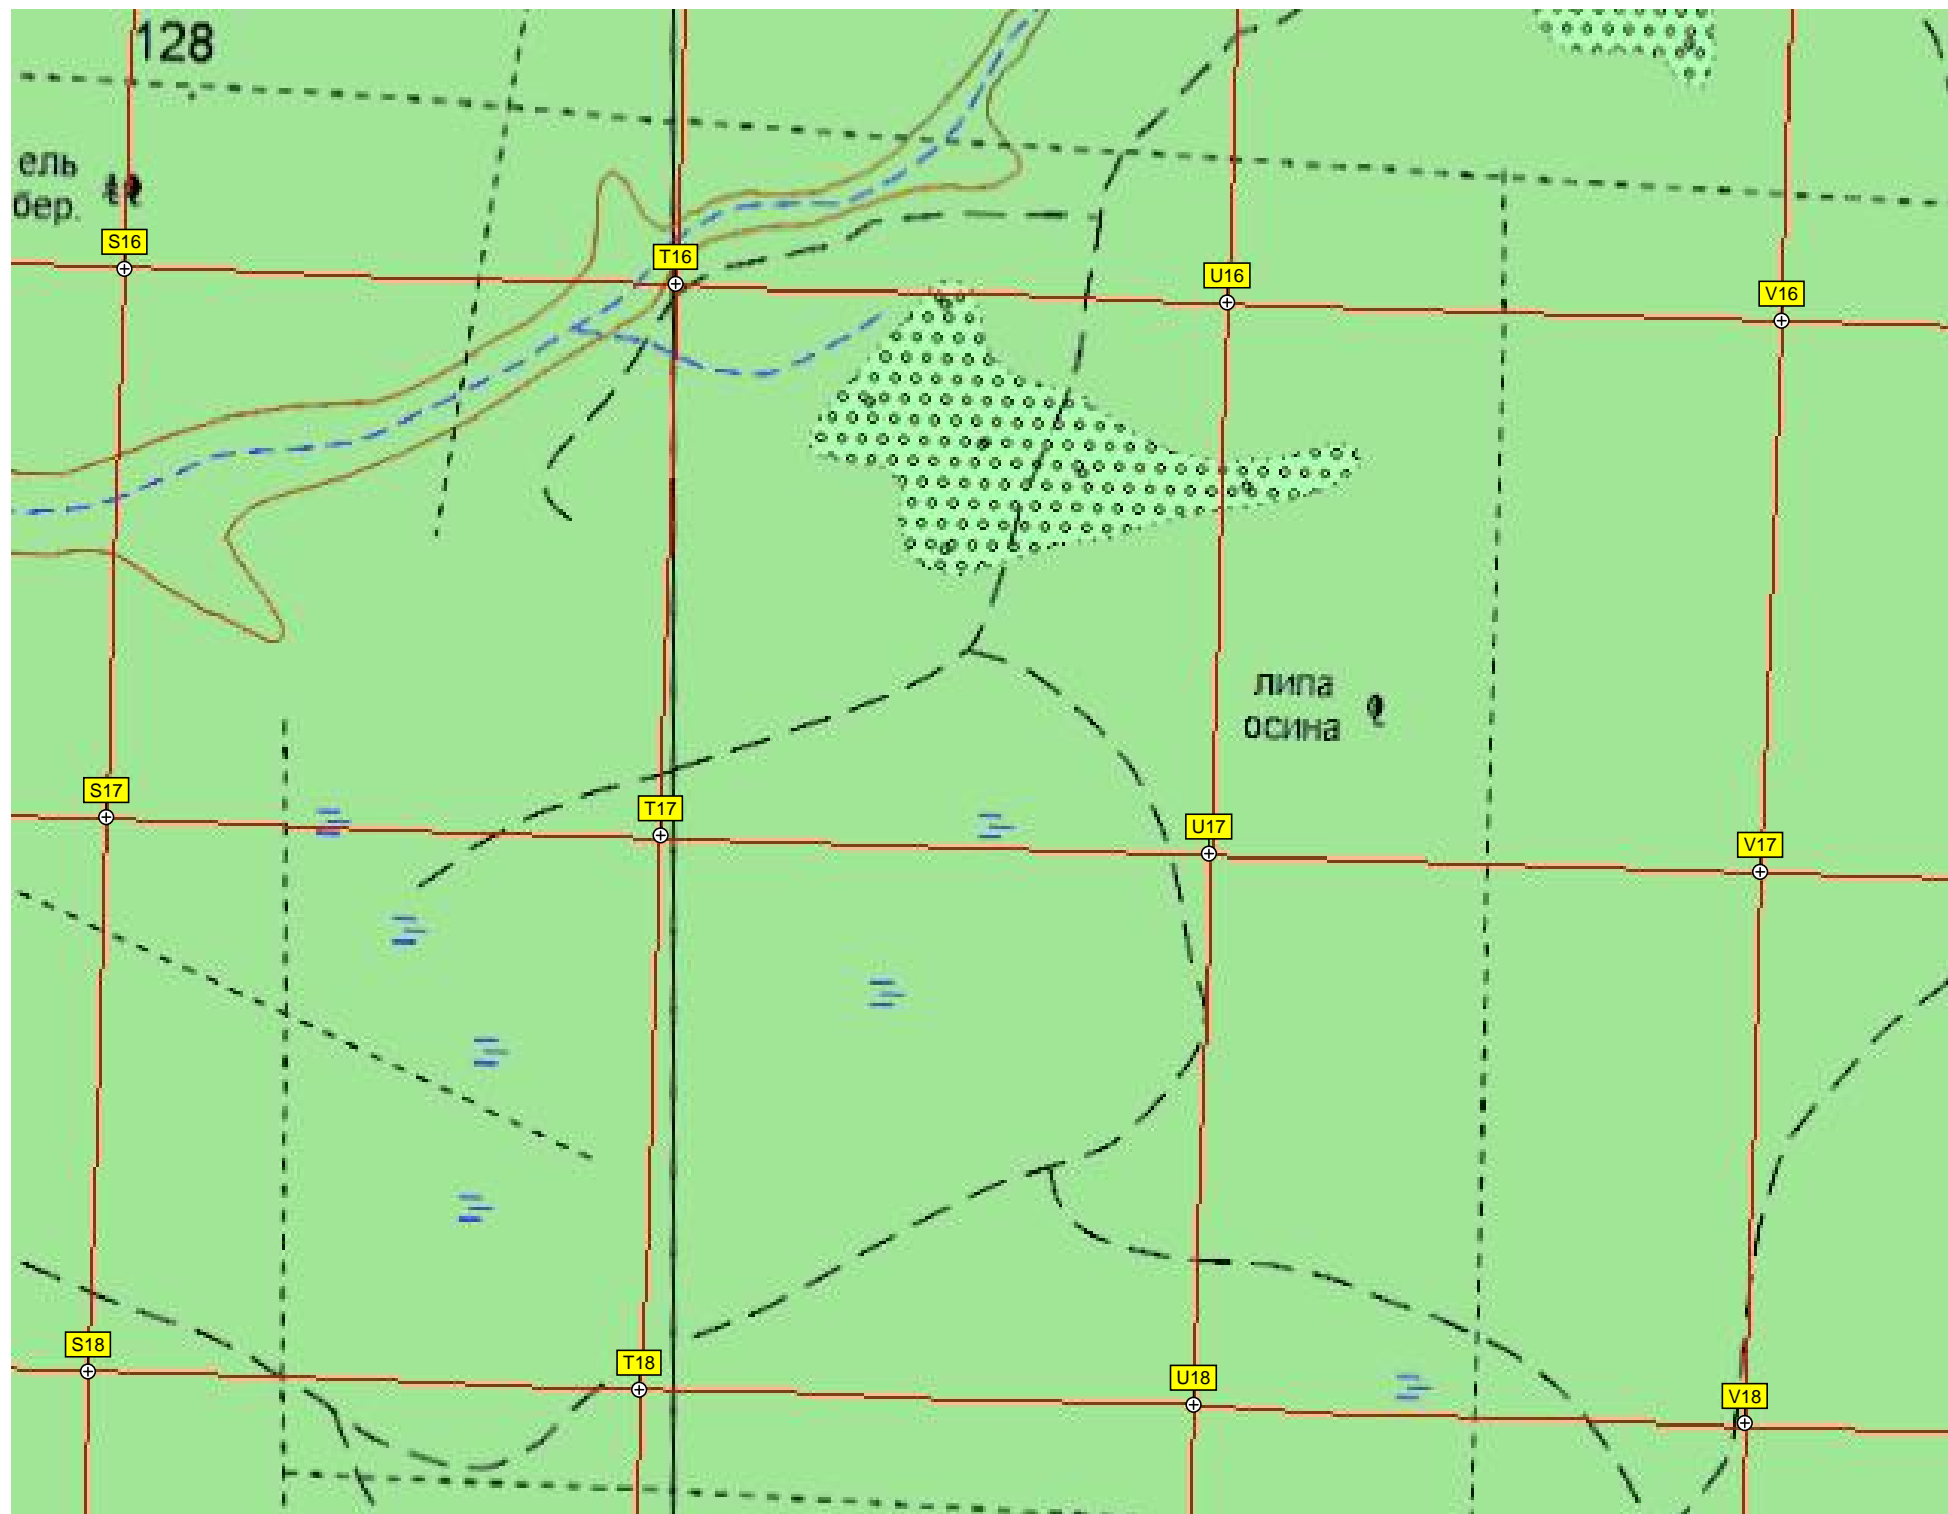 128
ель
бер.
S16
T16
U16
V16
липа
осина
S17
T17
U17
V17
S18
T18
U18
V18